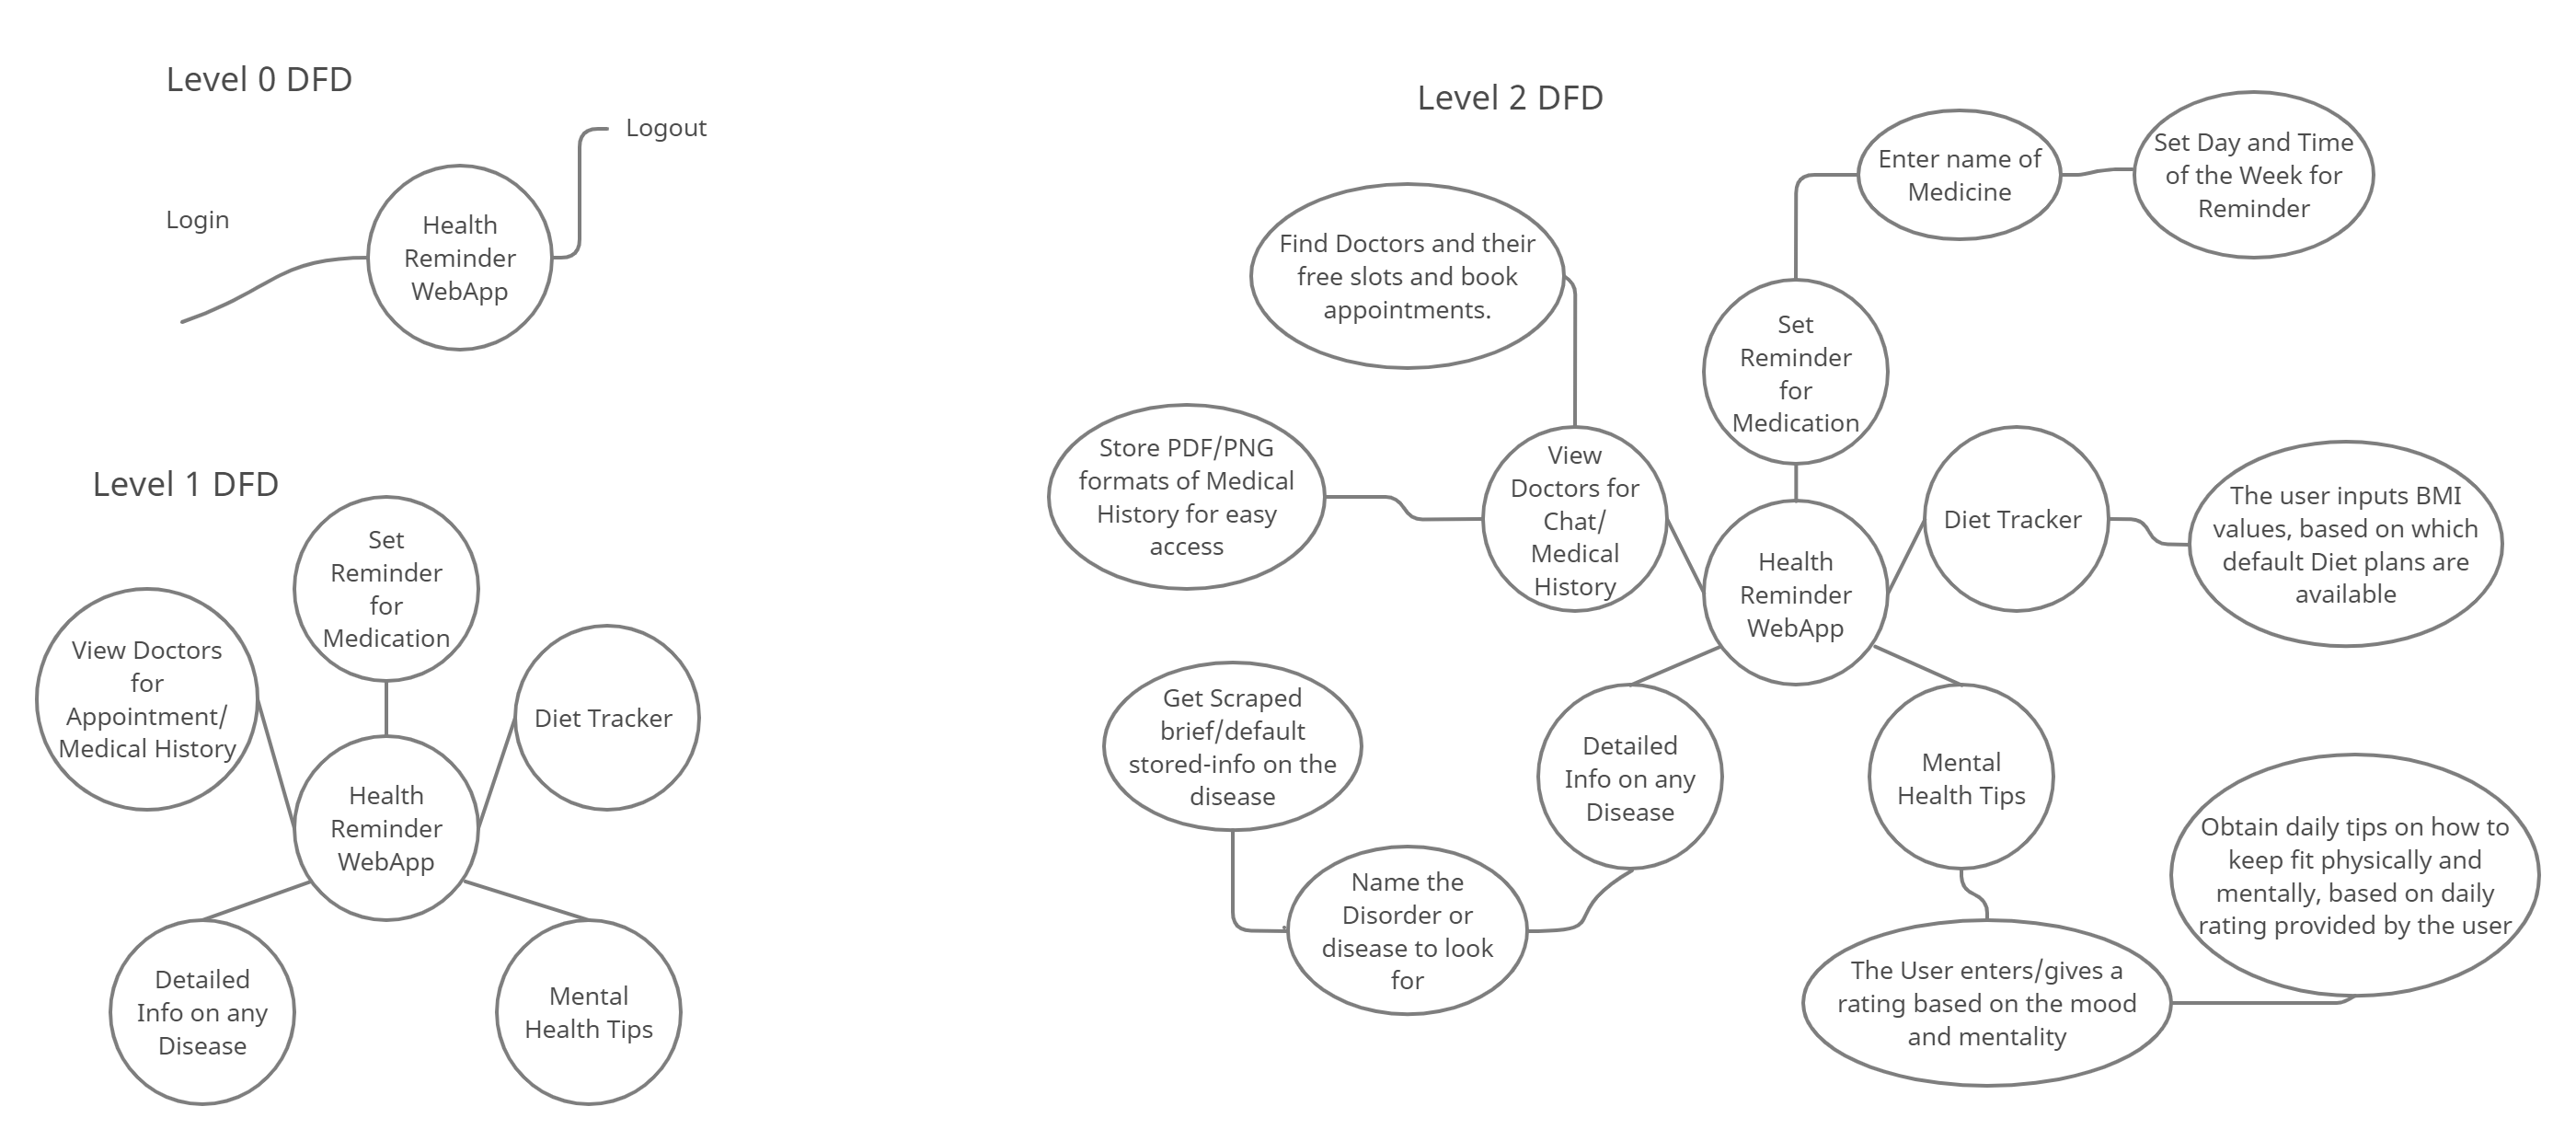 Level 0 DFD
Logout
Login
Health
Reminder
WebApp
Level 1 DFD
Set
Reminder
for
Medication
View Doctors
for
Appointment/
Medical History
Diet Tracker
Health
Reminder
WebApp
Detailed
Info on any
Disease
Mental
Health Tips
Level 2 DFD
Enter name of
Medicine
Set Day and Time
of the Week for
Reminder
Find Doctors and their
free slots and book
appointments.
Set
Reminder
for
Medication
Store PDF/PNG
formats of Medical
History for easy
access
View
Doctors for
Chat/
Medical
History
Diet Tracker
The user inputs BMI
values, based on which
default Diet plans are
available
Health
Reminder
WebApp
Get Scraped
brief/default
stored-info on the
disease
Detailed
Info on any
Disease
Mental
Health Tips
Name the
Disorder or
disease to look
for
Obtain daily tips on how to
keep fit physically and
mentally, based on daily
rating provided by the user
The User enters/gives a
rating based on the mood
and mentality